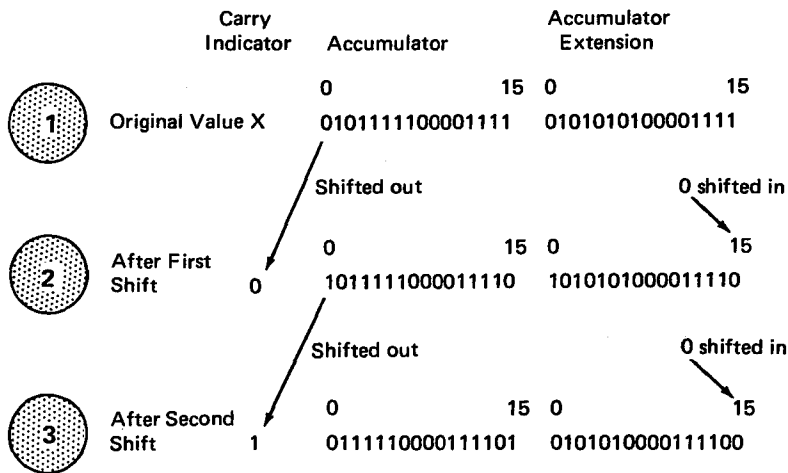 Carry
Indicator
Accumulator
Accumulator
Extension
0 15 0 15
1 Original Value X 0101111100001111 0101010100001111
Shifted out
0 shifted in
0 15 0 15
2 After First
Shift 0 1011111000011110 1010101000011110
Shifted out
0 shifted in
0 15 0 15
3 After Second
Shift 1 0111110000111101 0101010000111100